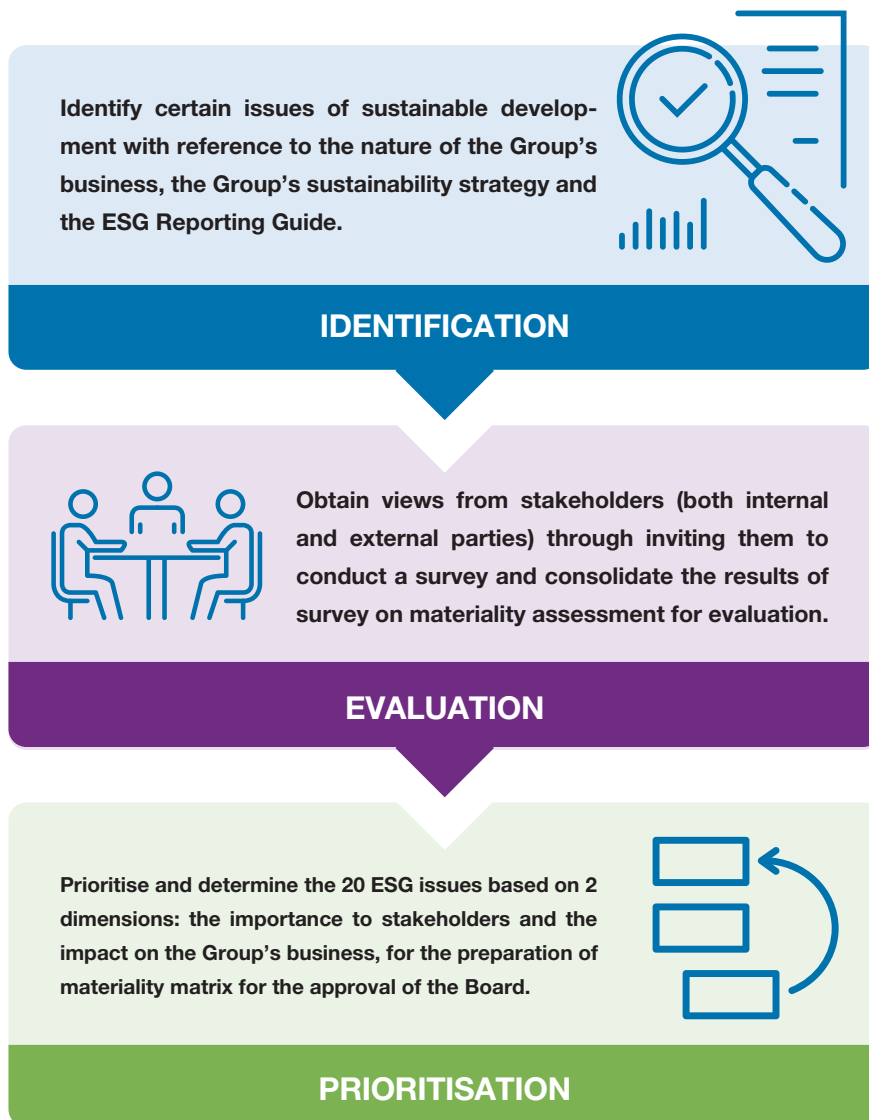 Identify certain issues of sustainable develop-
ment with reference to the nature of the Group's
business, the Group's sustainability strategy and
the ESG Reporting Guide.
IDENTIFICATION
Obtain views from stakeholders (both internal
and external parties) through inviting them to
conduct a survey and consolidate the results of
survey on materiality assessment for evaluation.
EVALUATION
Prioritise and determine the 20 ESG issues based on 2
dimensions: the importance to stakeholders and the
impact on the Group's business, for the preparation of
materiality matrix for the approval of the Board.
PRIORITISATION